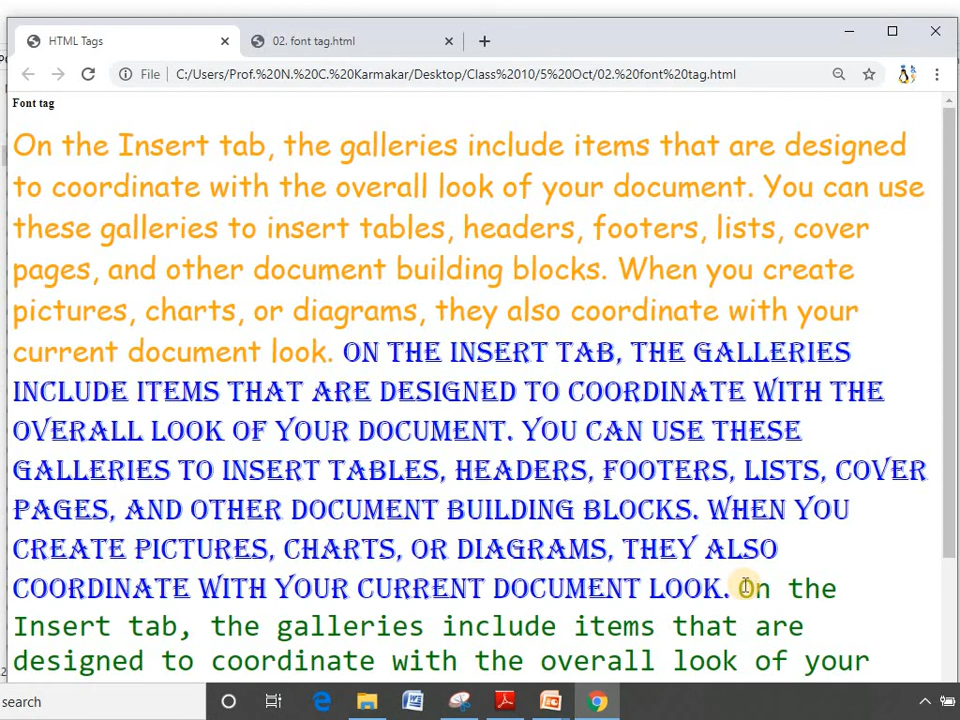 HTML Tags
02. font tag.html
File
C:/Users/Prof.%20N.%20C.%20Karmakar/Desktop/Class%2010/5%20Oct/02.%20font%20tag.html
Font tag
On the Insert tab, the galleries include items that are designed
to coordinate with the overall look of your document. You can use
these galleries to insert tables, headers, footers, lists, cover
pages, and other document building blocks. When you create
pictures, charts, or diagrams, they also coordinate with your
current document look. ON THE INSERT TAB, THE GALLERIES
INCLUDE ITEMS THAT ARE DESIGNED TO COORDINATE WITH THE
OVERALL LOOK OF YOUR DOCUMENT. YOU CAN USE THESE
GALLERIES TO INSERT TABLES, HEADERS, FOOTERS, LISTS, COVER
PAGES, AND OTHER DOCUMENT BUILDING BLOCKS. WHEN YOU
CREATE PICTURES, CHARTS, OR DIAGRAMS, THEY ALSO
COORDINATE WITH YOUR CURRENT DOCUMENT LOOK. On the
Insert tab, the galleries include items that are
designed to coordinate with the overall look of your
search